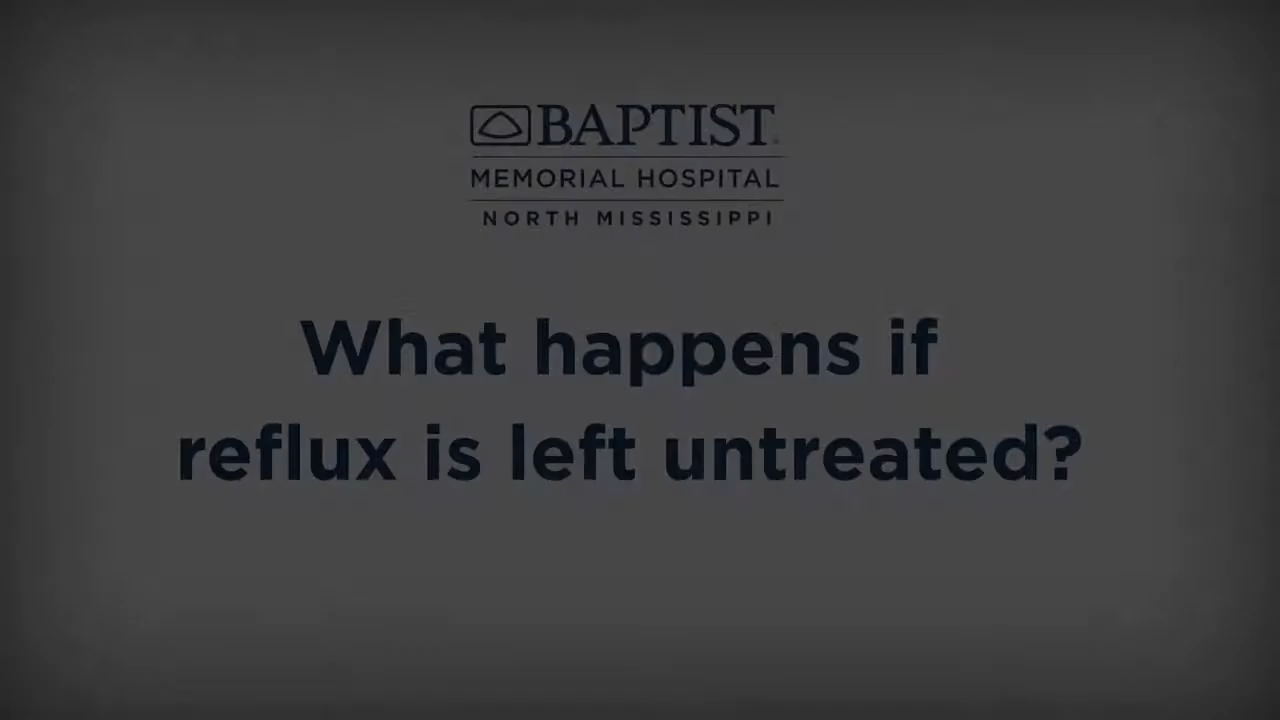 BAPTIST
MEMORIAL HOSPITAL
NORTH MISSISSIPPI
What happens if
reflux is left untreated?